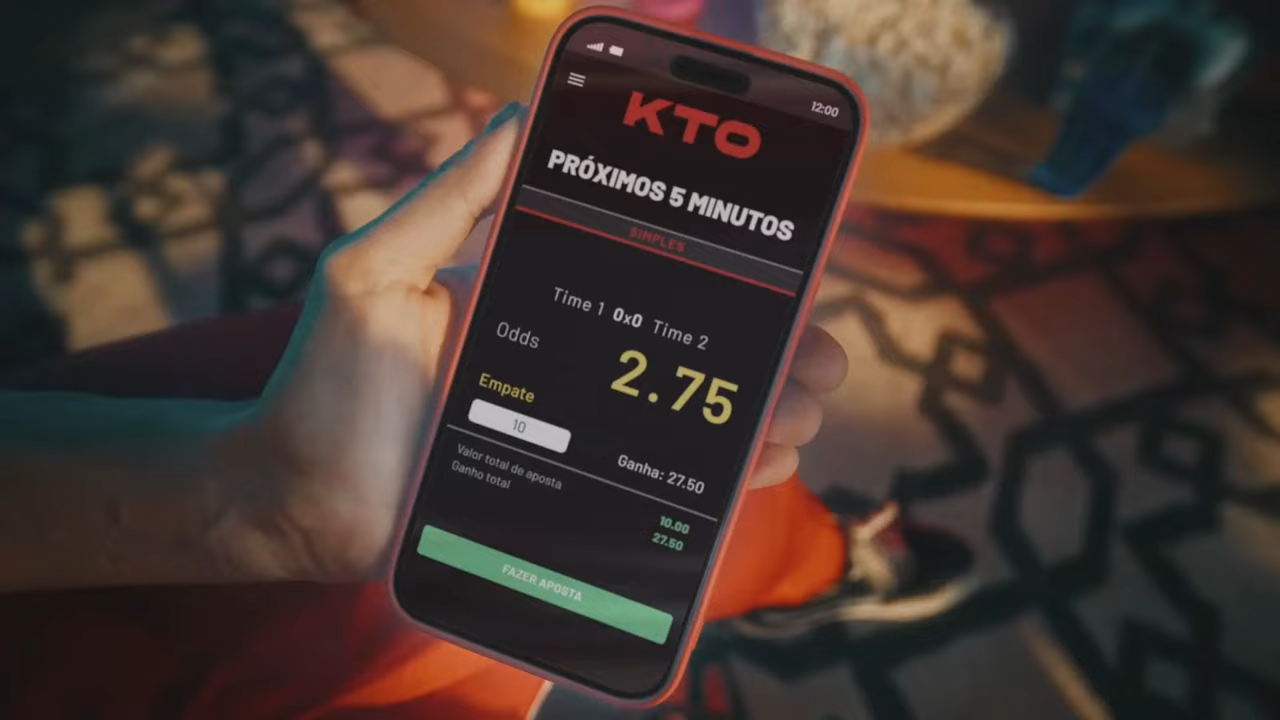 12:00
KTO
PRÓXIMOS 5 MINUTOS
SIMPLES
Time 1 0x0 Time 2
Odds
2.75
Empate
10
Ganha: 27.50
Valor total de aposta
10.00
Ganho total
27.50
FAZER APOSTA